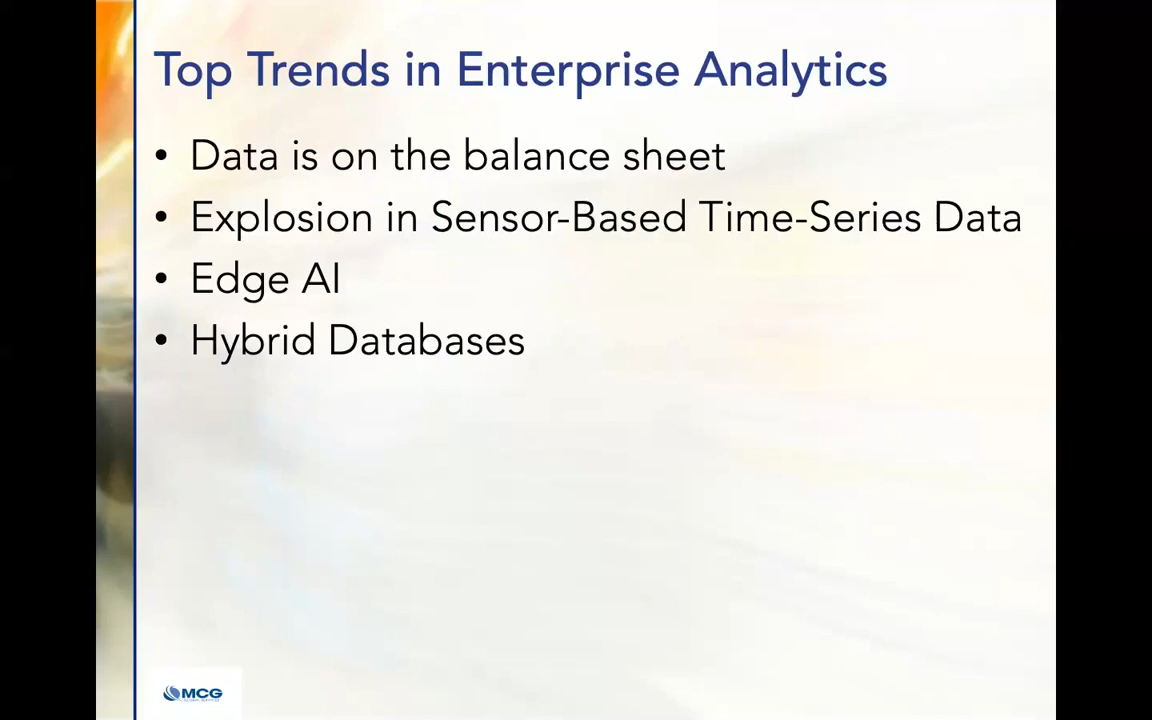 Top Trends in Enterprise Analytics
• Data is on the balance sheet
• Explosion in Sensor-Based Time-Series Data
• Edge AI
• Hybrid Databases
MCG